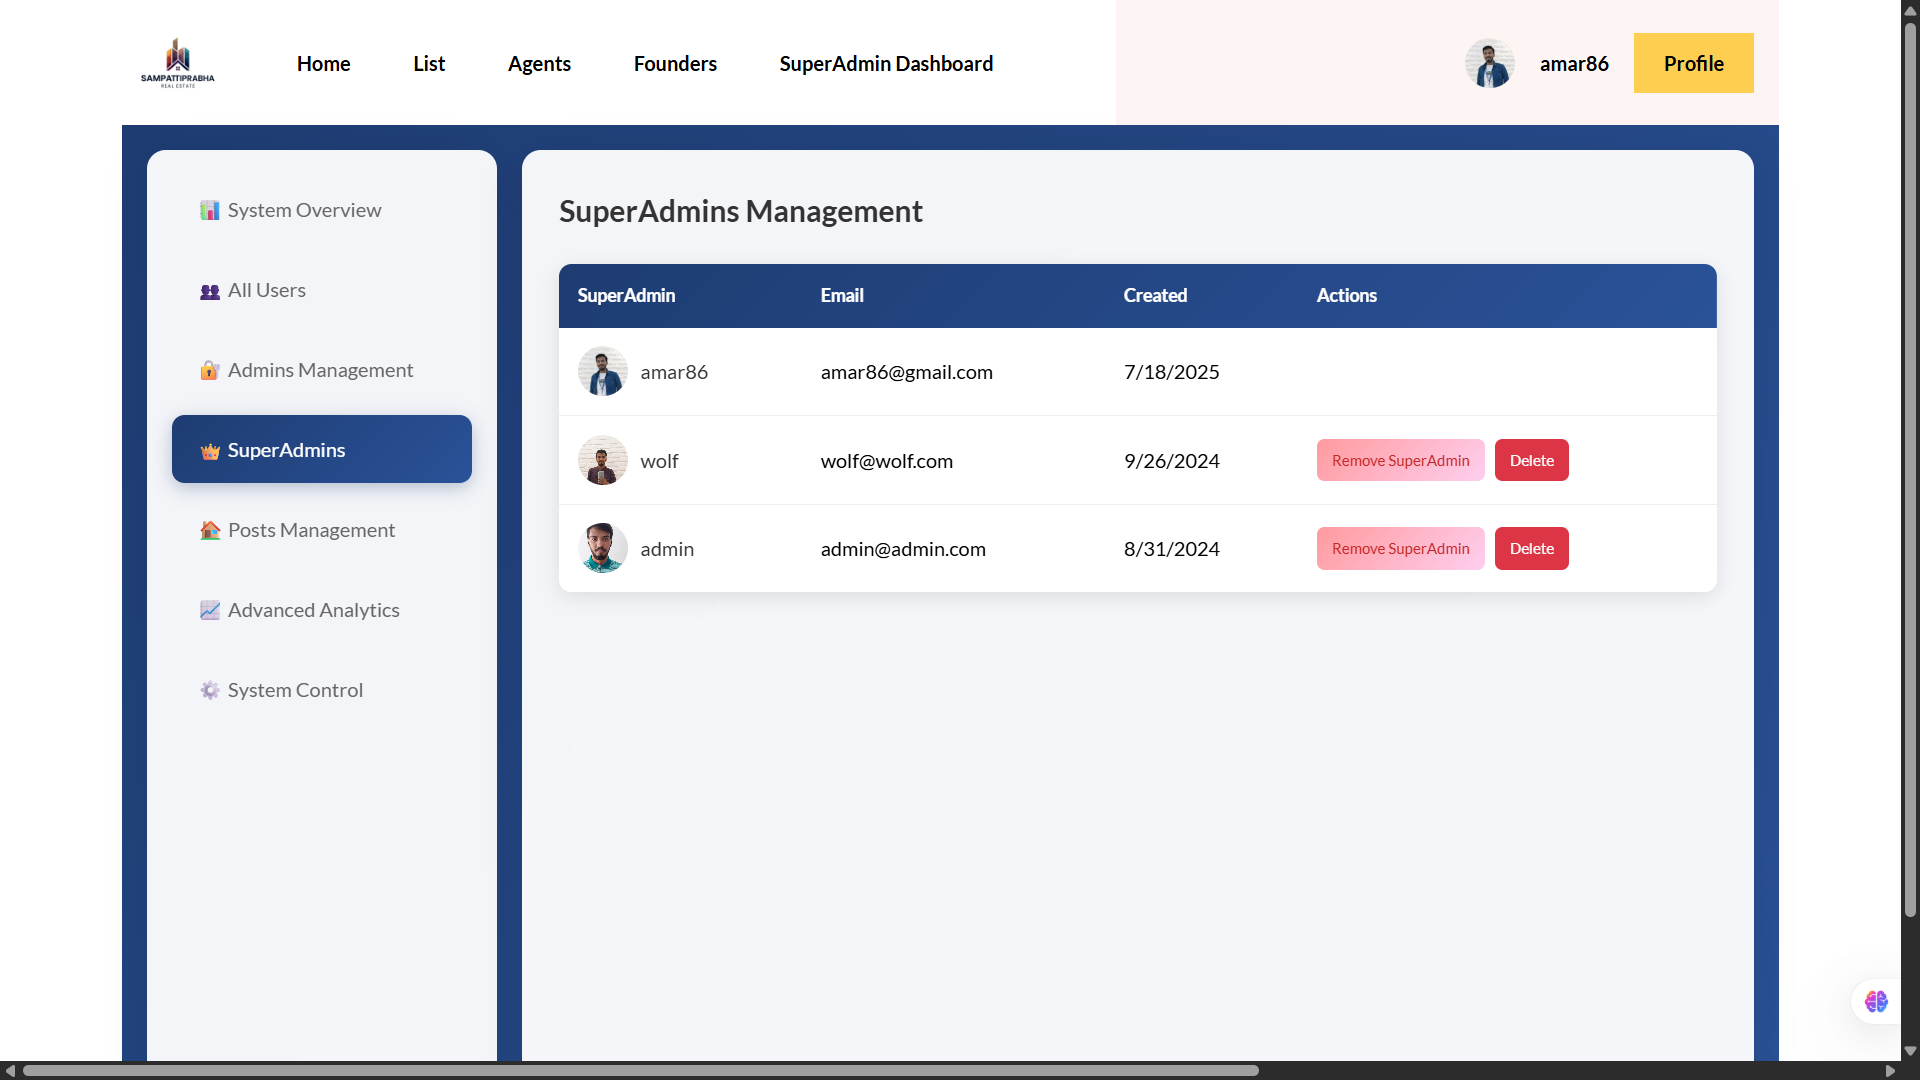 SAMPATTIPRABHA
REAL ESTATE
Home List Agents Founders SuperAdmin Dashboard
amar86 Profile
System Overview
All Users
Admins Management
SuperAdmins
Posts Management
Advanced Analytics
System Control
SuperAdmins Management
SuperAdmin Email Created Actions
amar86 amar86@gmail.com 7/18/2025
wolf wolf@wolf.com 9/26/2024 Remove SuperAdmin Delete
admin admin@admin.com 8/31/2024 Remove SuperAdmin Delete